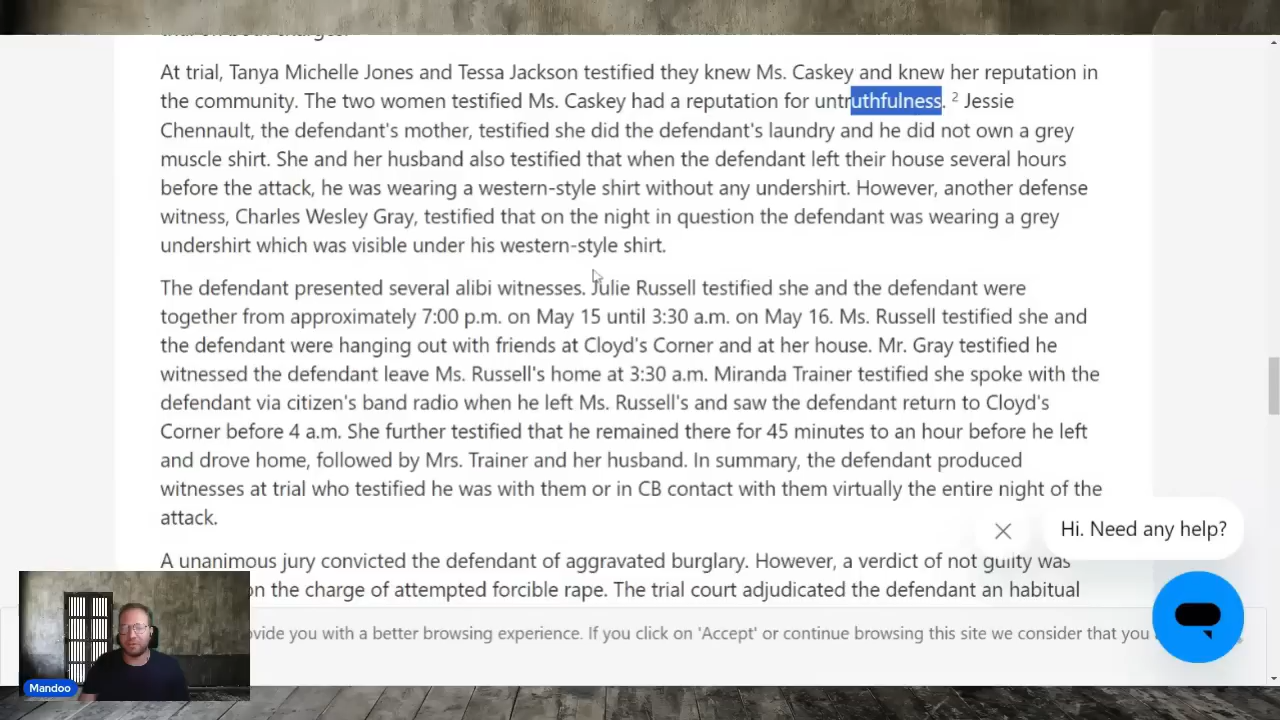 At trial, Tanya Michelle Jones and Tessa Jackson testified they knew Ms. Caskey and knew her reputation in
the community. The two women testified Ms. Caskey had a reputation for untruthfulness. 2 Jessie
Chennault, the defendant's mother, testified she did the defendant's laundry and he did not own a grey
muscle shirt. She and her husband also testified that when the defendant left their house several hours
before the attack, he was wearing a western-style shirt without any undershirt. However, another defense
witness, Charles Wesley Gray, testified that on the night in question the defendant was wearing a grey
undershirt which was visible under his western-style shirt.
The defendant presented several alibi witnesses. Julie Russell testified she and the defendant were
together from approximately 7:00 p.m. on May 15 until 3:30 a.m. on May 16. Ms. Russell testified she and
the defendant were hanging out with friends at Cloyd's Corner and at her house. Mr. Gray testified he
witnessed the defendant leave Ms. Russell's home at 3:30 a.m. Miranda Trainer testified she spoke with the
defendant via citizen's band radio when he left Ms. Russell's and saw the defendant return to Cloyd's
Corner before 4 a.m. She further testified that he remained there for 45 minutes to an hour before he left
and drove home, followed by Mrs. Trainer and her husband. In summary, the defendant produced
witnesses at trial who testified he was with them or in CB contact with them virtually the entire night of the
attack.
Hi. Need any help?
A unanimous jury convicted the defendant of aggravated burglary. However, a verdict of not guilty was
on the charge of attempted forcible rape. The trial court adjudicated the defendant an habitual
ovide you with a better browsing experience. If you click on 'Accept' or continue browsing this site we consider that you
Mandoo